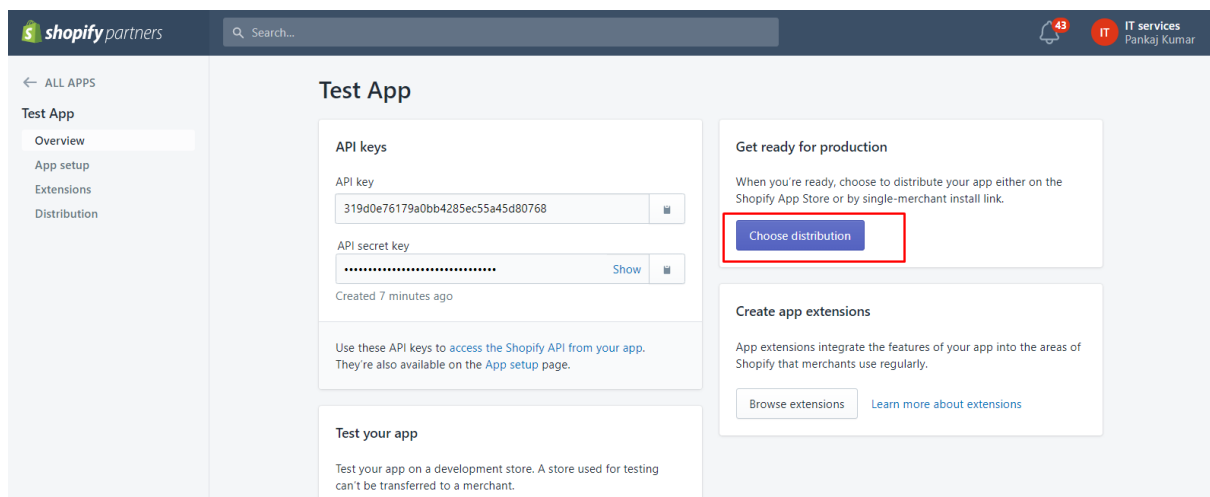 shopify partners
Search...
43
IT
IT services
Pankaj Kumar
ALL APPS
Test App
Overview
App setup
Extensions
Distribution
Test App
API keys
API key
319d0e76179a0bb4285ec55a45d80768
API secret key
••••••••••••••••••••••••••••••••
Show
Created 7 minutes ago
Use these API keys to access the Shopify API from your app.
They're also available on the App setup page.
Test your app
Test your app on a development store. A store used for testing
can't be transferred to a merchant.
Get ready for production
When you're ready, choose to distribute your app either on the
Shopify App Store or by single-merchant install link.
Choose distribution
Create app extensions
App extensions integrate the features of your app into the areas of
Shopify that merchants use regularly.
Browse extensions
Learn more about extensions